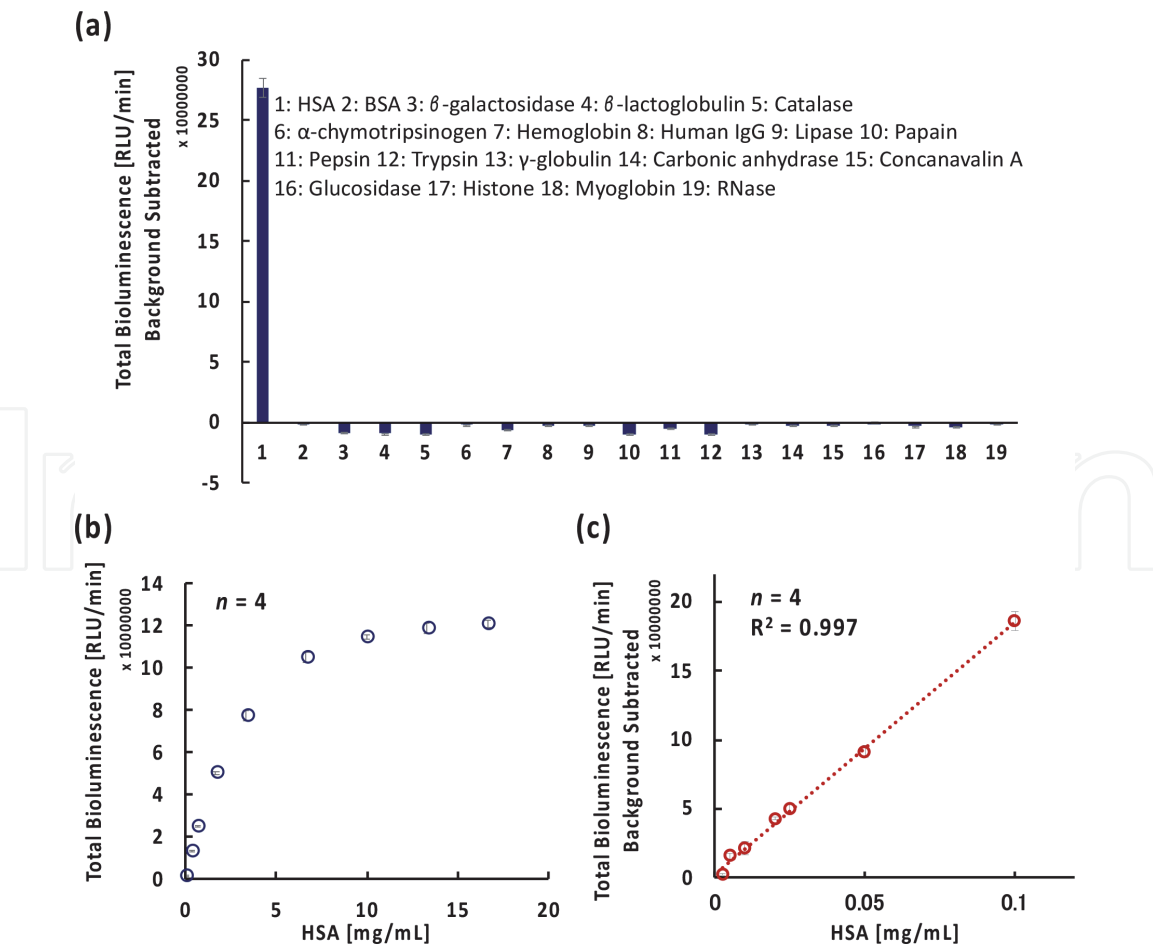 (a)
Total Bioluminescence [RLU/min]
Background Subtracted
x 10000000
30
25
20
15
10
5
0
-5
1: HSA 2: BSA 3: β-galactosidase 4: β-lactoglobulin 5: Catalase
6: α-chymotripsinogen 7: Hemoglobin 8: Human IgG 9: Lipase 10: Papain
11: Pepsin 12: Trypsin 13: γ-globulin 14: Carbonic anhydrase 15: Concanavalin A
16: Glucosidase 17: Histone 18: Myoglobin 19: RNase
1 2 3 4 5 6 7 8 9 10 11 12 13 14 15 16 17 18 19
(b)
Total Bioluminescence [RLU/min]
x 10000000
14
12
10
8
6
4
2
0
n = 4
0 5 10 15 20
HSA [mg/mL]
(c)
Total Bioluminescence [RLU/min]
Background Subtracted
x 10000000
20
15
10
5
0
n = 4
R² = 0.997
0 0.05 0.1
HSA [mg/mL]